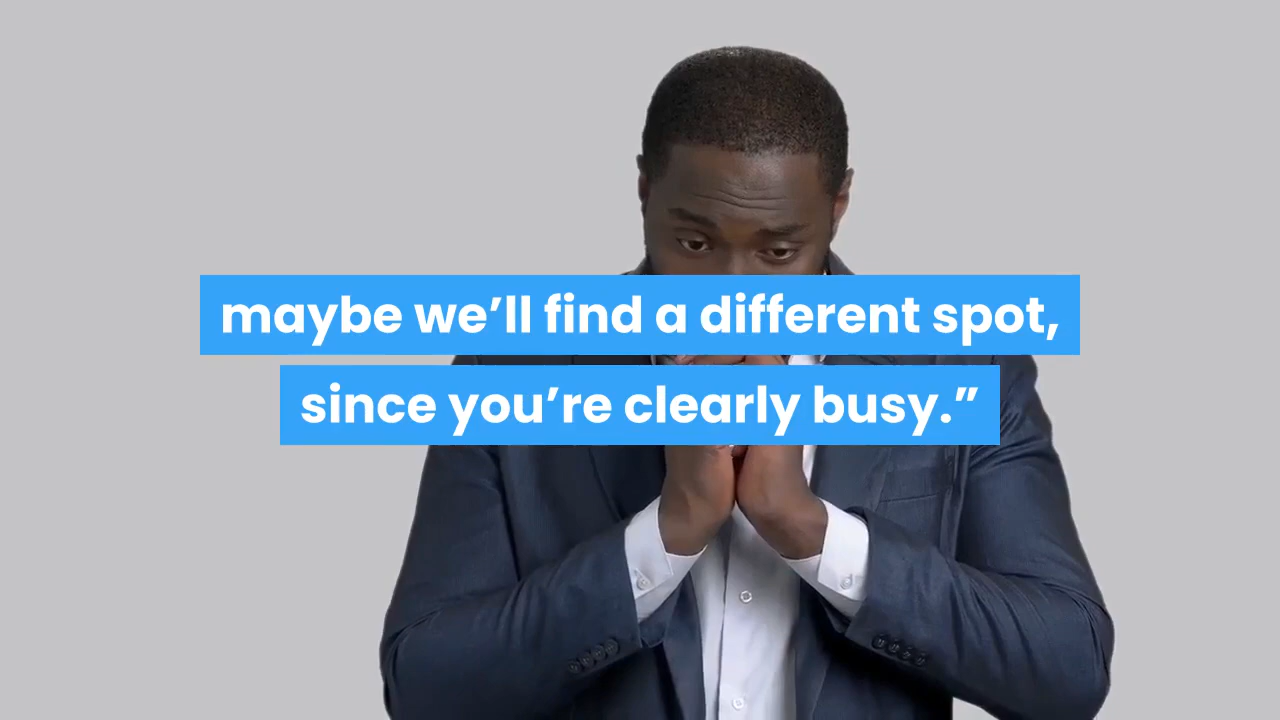 maybe we’ll find a different spot,
since you’re clearly busy.”